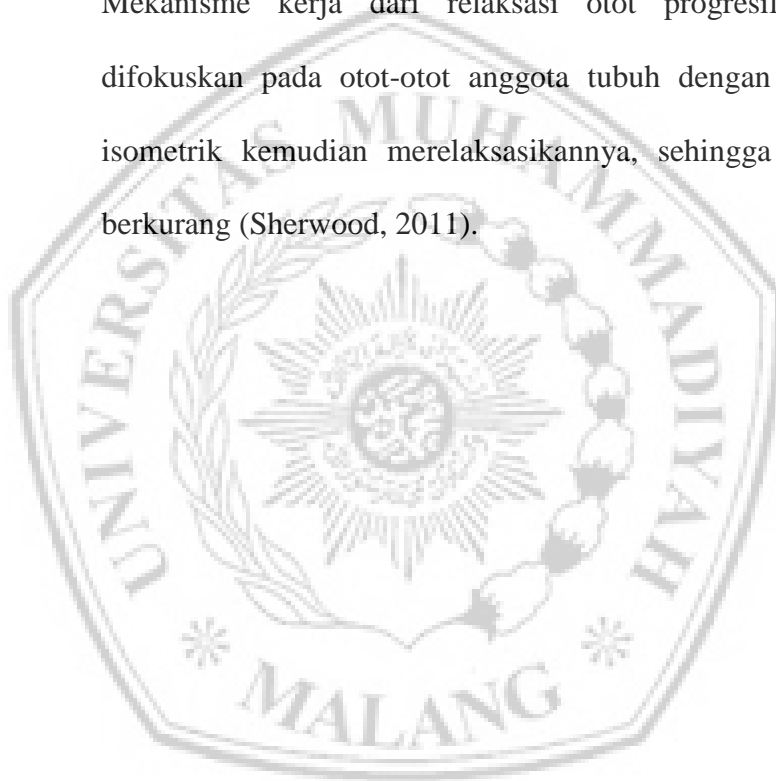 Mekanisme kerja dari relaksasi otot progresif
difokuskan pada otot-otot anggota tubuh dengan
isometrik kemudian merelaksasikannya, sehingga
berkurang (Sherwood, 2011).
UNIVERSITAS MUHAMMADIYAH
MALANG